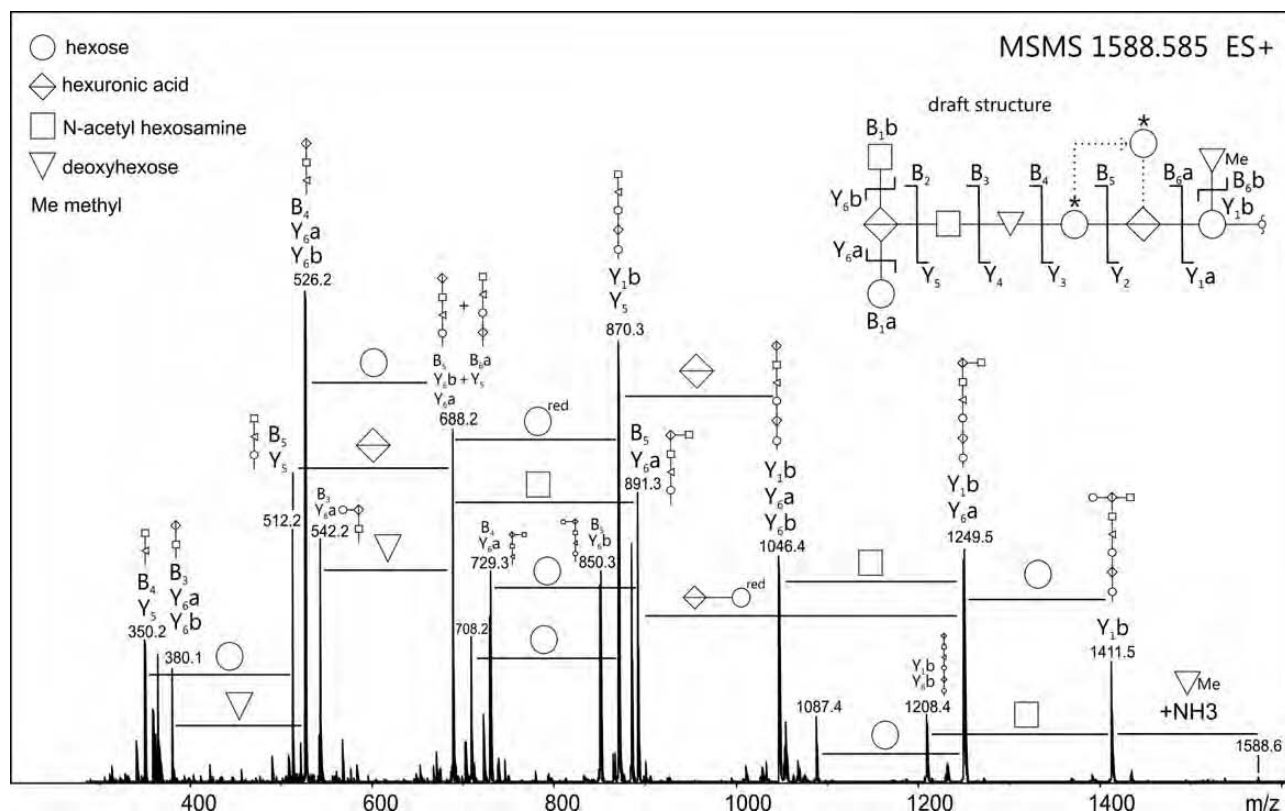 MSMS 1588.585 ES+
hexose
hexuronic acid
N-acetyl hexosamine
deoxyhexose
Me methyl
draft structure
*
*
B₁b
Me
B₂ B₃ B₄ B₅ B₆a B₆b
Y₆b
Y₁b
Y₆a
Y₅ Y₄ Y₃ Y₂ Y₁a
B₁a
B₄
Y₆a
Y₆b
526.2
Y₁b
Y₅
870.3
B₅
Y₆b + Y₅
B₆a
Y₆a
688.2
red
B₅
Y₅
512.2
B₅
Y₆a
891.3
B₃
Y₆a
542.2
B₄
Y₆a
729.3
B₅
Y₆b
850.3
Y₁b
Y₆a
Y₆b
1046.4
Y₁b
Y₆a
1249.5
red
B₄
Y₅
350.2
B₃
Y₆a
Y₆b
380.1
708.2
1087.4
Y₁b
Y₆b
1208.4
Y₁b
1411.5
Me
+NH3
1588.6
400 600 800 1000 1200 1400 m/z